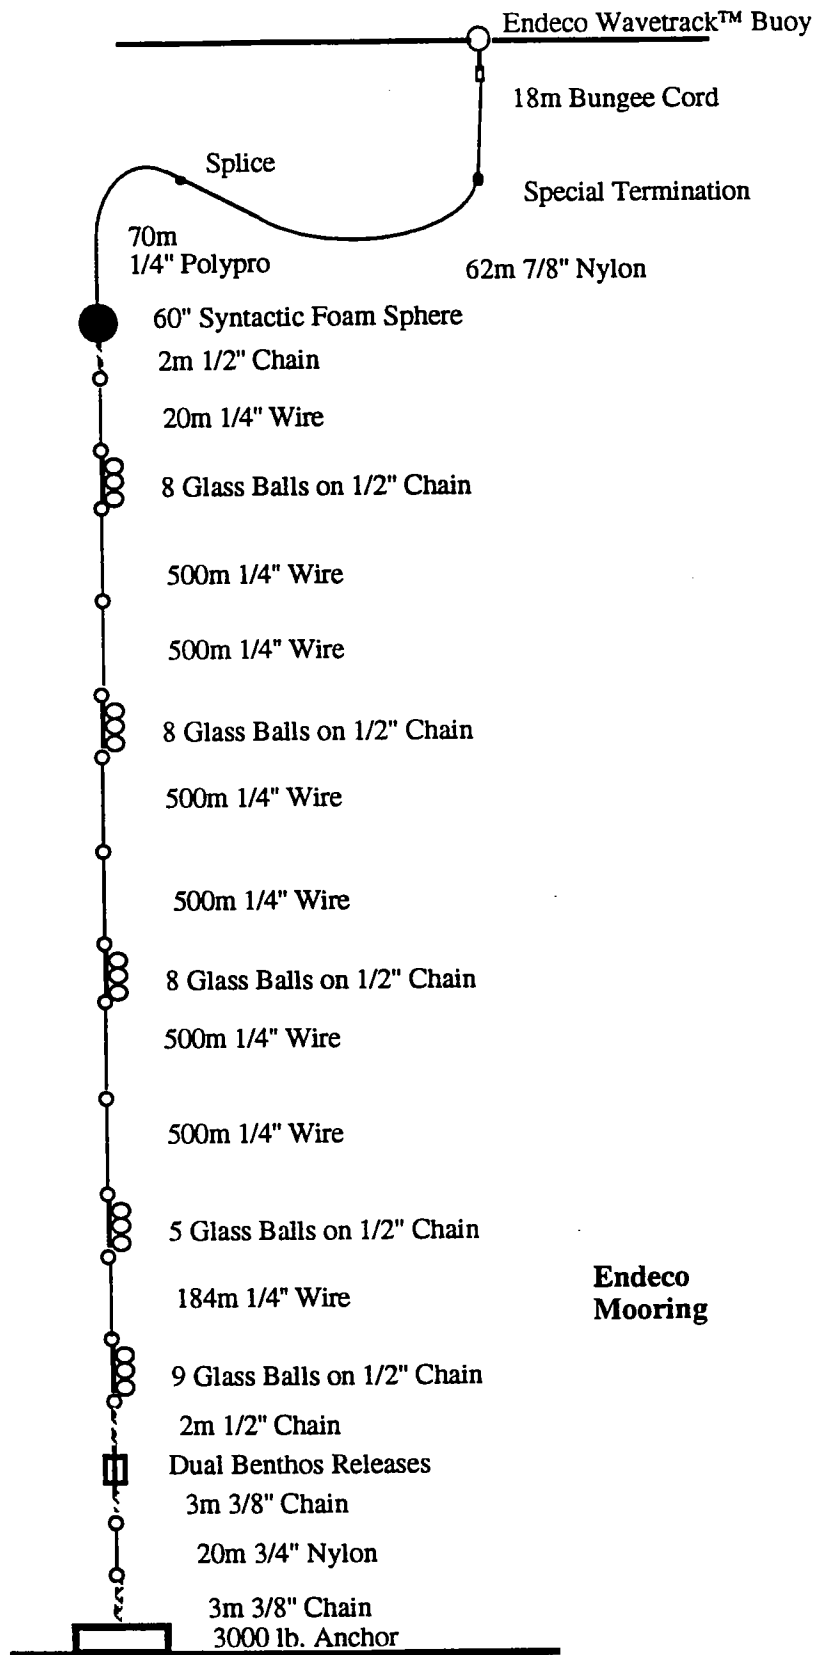 Endeco Wavetrack™ Buoy
18m Bungee Cord
Splice
Special Termination
70m
1/4" Polypro
62m 7/8" Nylon
60" Syntactic Foam Sphere
2m 1/2" Chain
20m 1/4" Wire
8 Glass Balls on 1/2" Chain
500m 1/4" Wire
500m 1/4" Wire
8 Glass Balls on 1/2" Chain
500m 1/4" Wire
500m 1/4" Wire
8 Glass Balls on 1/2" Chain
500m 1/4" Wire
500m 1/4" Wire
5 Glass Balls on 1/2" Chain
Endeco
Mooring
184m 1/4" Wire
9 Glass Balls on 1/2" Chain
2m 1/2" Chain
Dual Benthos Releases
3m 3/8" Chain
20m 3/4" Nylon
3m 3/8" Chain
3000 lb. Anchor